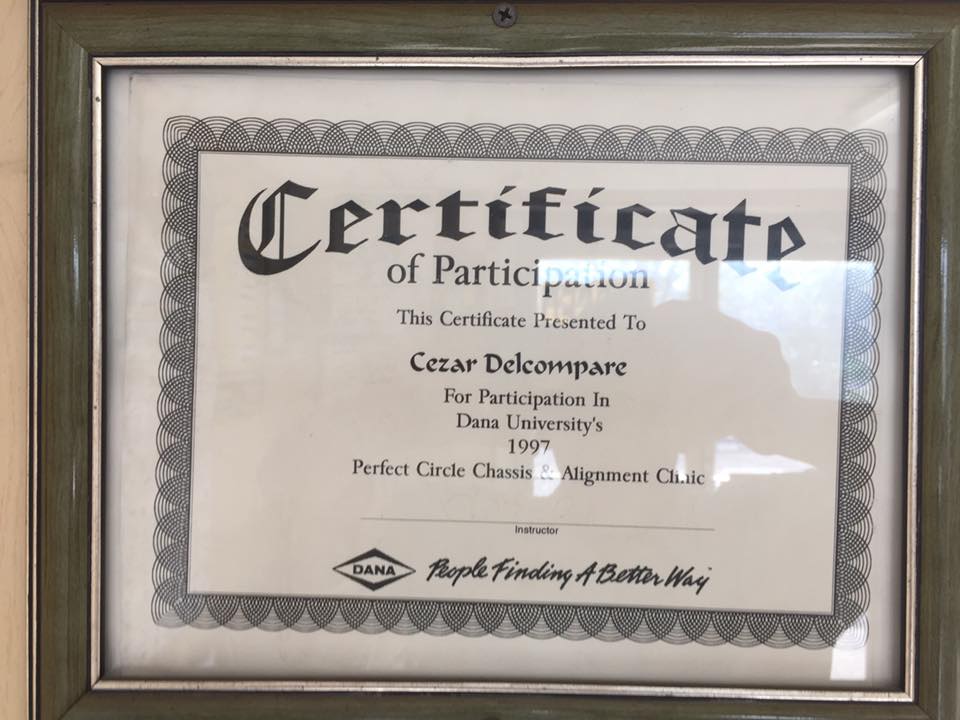 Certificate
of Participation
This Certificate Presented To
Cezar Delcompare
For Participation In
Dana University's
1997
Perfect Circle Chassis & Alignment Clinic
Instructor
DANA People Finding A Better Way